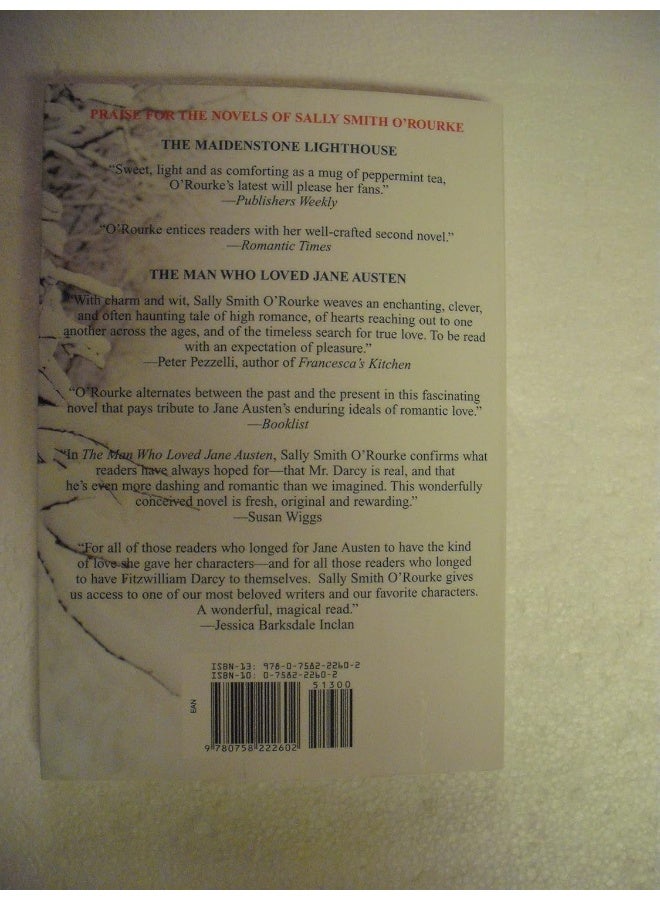 PRAISE FOR THE NOVELS OF SALLY SMITH O'ROURKE
THE MAIDENSTONE LIGHTHOUSE
“Sweet, light and as comforting as a mug of peppermint tea,
O'Rourke's latest will please her fans.”
—Publishers Weekly
“O'Rourke entices readers with her well-crafted second novel.”
—Romantic Times
THE MAN WHO LOVED JANE AUSTEN
“With charm and wit, Sally Smith O'Rourke weaves an enchanting, clever,
and often haunting tale of high romance, of hearts reaching out to one
another across the ages, and of the timeless search for true love. To be read
with an expectation of pleasure.”
—Peter Pezzelli, author of Francesca's Kitchen
“O'Rourke alternates between the past and the present in this fascinating
novel that pays tribute to Jane Austen's enduring ideals of romantic love.”
—Booklist
“In The Man Who Loved Jane Austen, Sally Smith O'Rourke confirms what
readers have always hoped for—that Mr. Darcy is real, and that
he's even more dashing and romantic than we imagined. This wonderfully
conceived novel is fresh, original and rewarding.”
—Susan Wiggs
“For all of those readers who longed for Jane Austen to have the kind
of love she gave her characters—and for all those readers who longed
to have Fitzwilliam Darcy to themselves. Sally Smith O'Rourke gives
us access to one of our most beloved writers and our favorite characters.
A wonderful, magical read.”
—Jessica Barksdale Inclan
ISBN-13: 978-0-7582-2260-2
ISBN-10: 0-7582-2260-2
51300
EAN
9 780758 222602